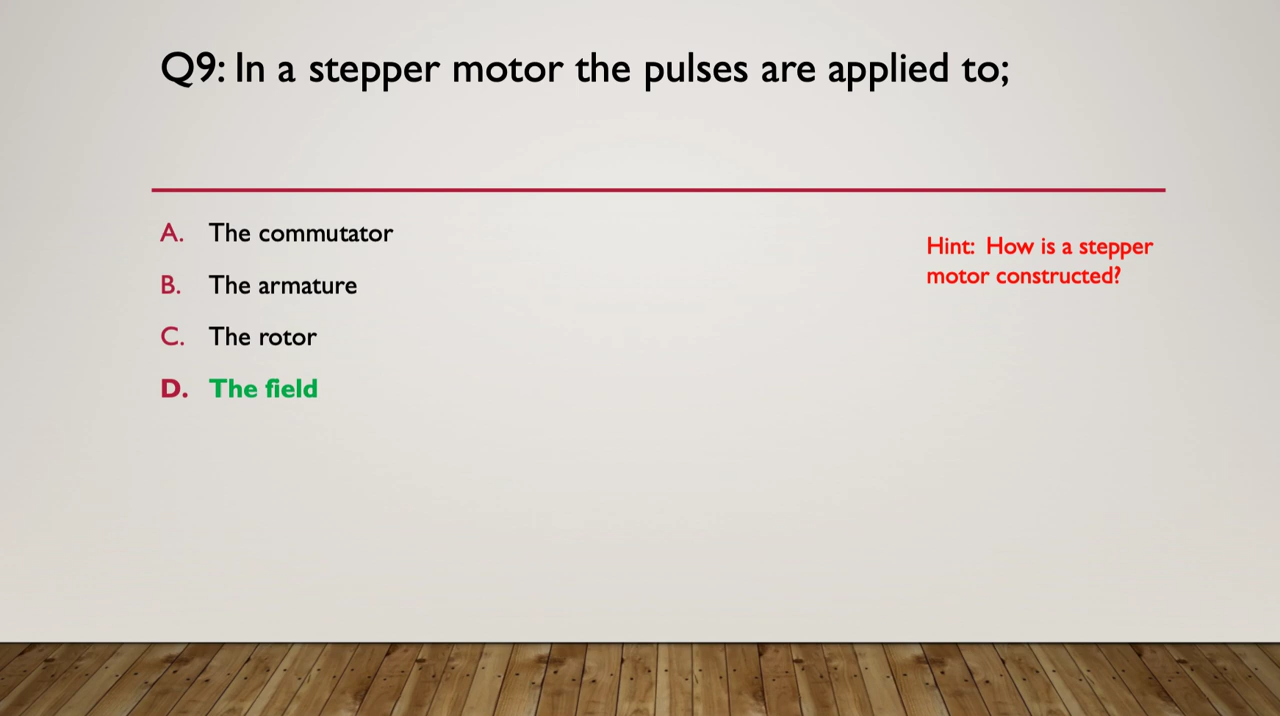 Q9: In a stepper motor the pulses are applied to;
A. The commutator
B. The armature
C. The rotor
D. The field
Hint: How is a stepper
motor constructed?